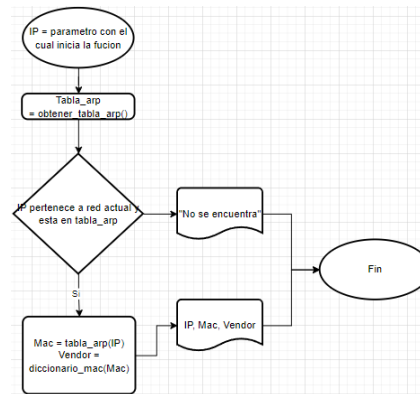 IP = parametro con el
cual inicia la fucion
Tabla_arp
= obtener_tabla_arp()
IP pertenece a red actual y
esta en tabla_arp
"No se encuentra"
Fin
Si
IP, Mac, Vendor
Mac = tabla_arp(IP)
Vendor =
diccionario_mac(Mac)